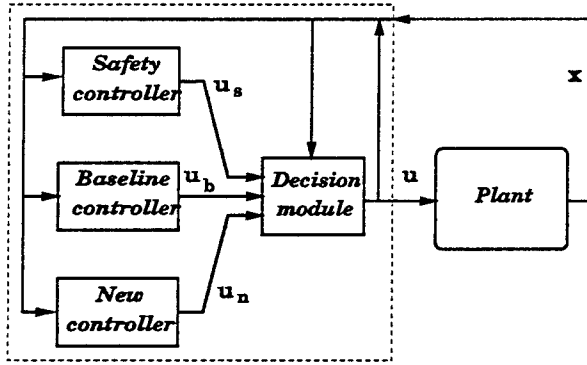 Safety
controller
u_s
x
Baseline
controller
u_b
Decision
module
u
Plant
New
controller
u_n